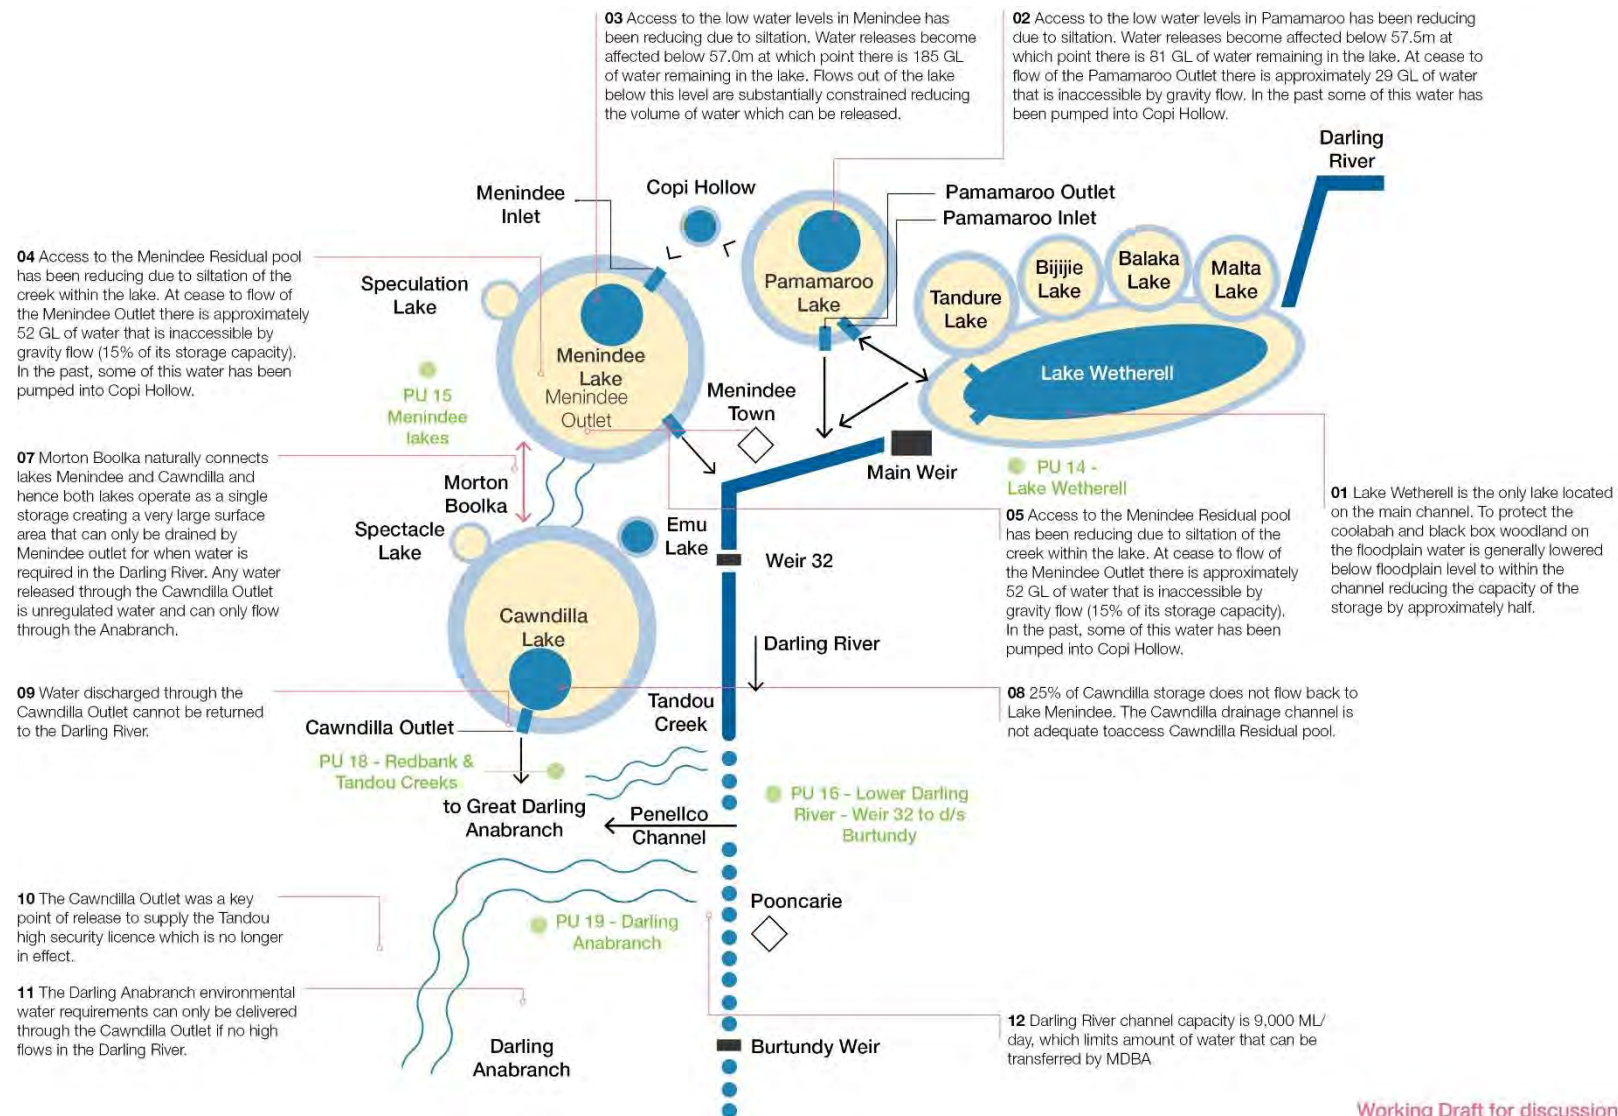 03 Access to the low water levels in Menindee has
been reducing due to siltation. Water releases become
affected below 57.0m at which point there is 185 GL
of water remaining in the lake. Flows out of the lake
below this level are substantially constrained reducing
the volume of water which can be released.
02 Access to the low water levels in Pamamaroo has been reducing
due to siltation. Water releases become affected below 57.5m at
which point there is 81 GL of water remaining in the lake. At cease to
flow of the Pamamaroo Outlet there is approximately 29 GL of water
that is inaccessible by gravity flow. In the past some of this water has
been pumped into Copi Hollow.
Darling
River
Menindee
Inlet
Copi Hollow
Pamamaroo Outlet
Pamamaroo Inlet
04 Access to the Menindee Residual pool
has been reducing due to siltation of the
creek within the lake. At cease to flow of
the Menindee Outlet there is approximately
52 GL of water that is inaccessible by
gravity flow (15% of its storage capacity).
In the past, some of this water has been
pumped into Copi Hollow.
Speculation
Lake
Pamamaroo
Lake
Tandure
Lake
Bijijie
Lake
Balaka
Lake
Malta
Lake
Menindee
Lake
Menindee
Outlet
Lake Wetherell
PU 15
Menindee
lakes
Menindee
Town
Main Weir
PU 14 -
Lake Wetherell
07 Morton Boolka naturally connects
lakes Menindee and Cawndilla and
hence both lakes operate as a single
storage creating a very large surface
area that can only be drained by
Menindee outlet for when water is
required in the Darling River. Any water
released through the Cawndilla Outlet
is unregulated water and can only flow
through the Anabranch.
Morton
Boolka
Spectacle
Lake
Emu
Lake
Weir 32
05 Access to the Menindee Residual pool
has been reducing due to siltation of the
creek within the lake. At cease to flow of
the Menindee Outlet there is approximately
52 GL of water that is inaccessible by
gravity flow (15% of its storage capacity).
In the past, some of this water has been
pumped into Copi Hollow.
01 Lake Wetherell is the only lake located
on the main channel. To protect the
coolabah and black box woodland on
the floodplain water is generally lowered
below floodplain level to within the
channel reducing the capacity of the
storage by approximately half.
Cawndilla
Lake
Darling River
09 Water discharged through the
Cawndilla Outlet cannot be returned
to the Darling River.
Cawndilla Outlet
Tandou
Creek
08 25% of Cawndilla storage does not flow back to
Lake Menindee. The Cawndilla drainage channel is
not adequate toaccess Cawndilla Residual pool.
PU 18 - Redbank &
Tandou Creeks
to Great Darling
Anabranch
Penellco
Channel
PU 16 - Lower Darling
River - Weir 32 to d/s
Burtundy
10 The Cawndilla Outlet was a key
point of release to supply the Tandou
high security licence which is no longer
in effect.
PU 19 - Darling
Anabranch
Pooncarie
11 The Darling Anabranch environmental
water requirements can only be delivered
through the Cawndilla Outlet if no high
flows in the Darling River.
Darling
Anabranch
Burtundy Weir
12 Darling River channel capacity is 9,000 ML/
day, which limits amount of water that can be
transferred by MDBA
Working Draft for discussion